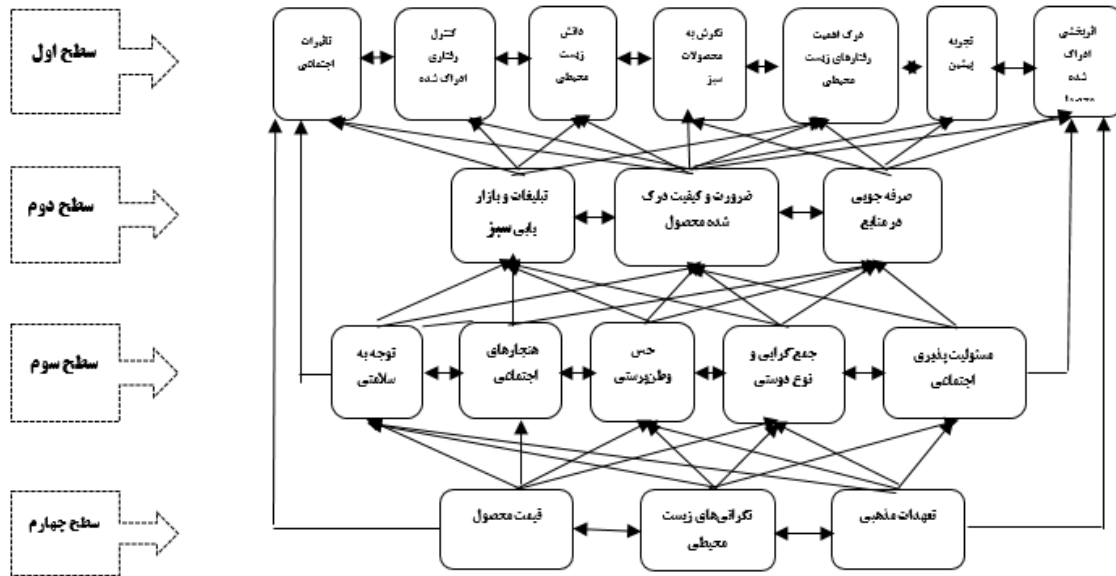 سطح اول
اثربخشی
ادراک
شده
تجربه
پیشین
درک اهمیت
رفتارهای زیست
محیطی
نگرش به
محصولات
سبز
دانش
زیست
محیطی
کنترل
رفتاری
ادراک شده
تاثیرات
اجتماعی
سطح دوم
صرفه جویی
در منابع
ضرورت و کیفیت درک
شده محصول
تبلیغات و بازار
یابی سبز
سطح سوم
مسئولیت پذیری
اجتماعی
جمع گرایی و
نوع دوستی
حس
وطن‌پرستی
هنجارهای
اجتماعی
توجه به
سلامتی
سطح چهارم
تعهدات مذهبی
نگرانی‌های زیست
محیطی
قیمت محصول